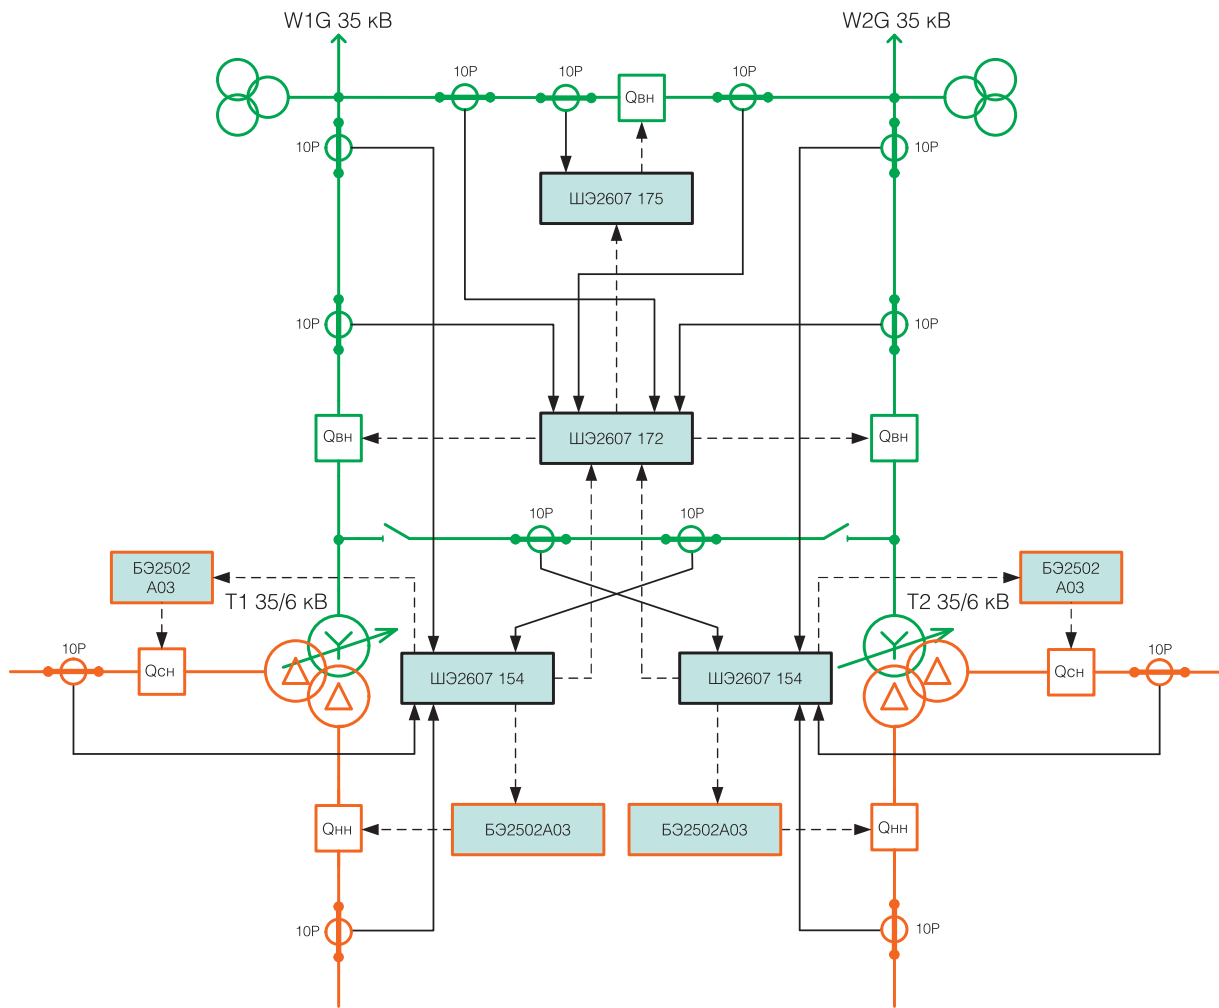 W1G 35 кВ
W2G 35 кВ
10Р
10Р
10Р
Qвн
10Р
10Р
ШЭ2607 175
10Р
10Р
Qвн
ШЭ2607 172
Qвн
10Р
10Р
БЭ2502
А03
БЭ2502
А03
Т1 35/6 кВ
Т2 35/6 кВ
10Р
Qсн
ШЭ2607 154
ШЭ2607 154
Qсн
10Р
Qнн
БЭ2502А03
БЭ2502А03
Qнн
10Р
10Р